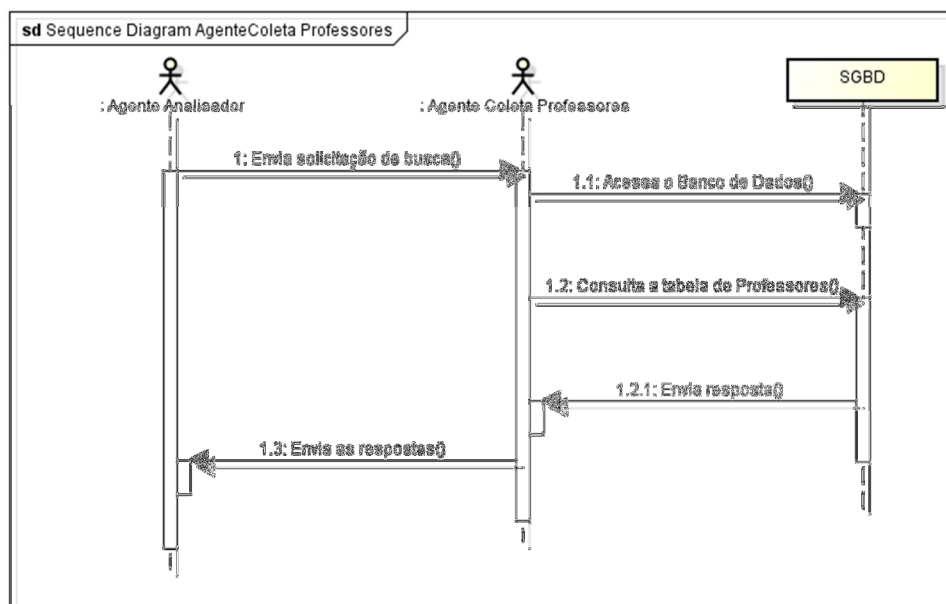 sd Sequence Diagram AgenteColeta Professores
: Agente Analisador
: Agente Coleta Professores
SGBD
1: Envia solicitação de busca()
1.1: Acessa o Banco de Dados()
1.2: Consulta a tabela de Professores()
1.2.1: Envia resposta()
1.3: Envia as respostas()